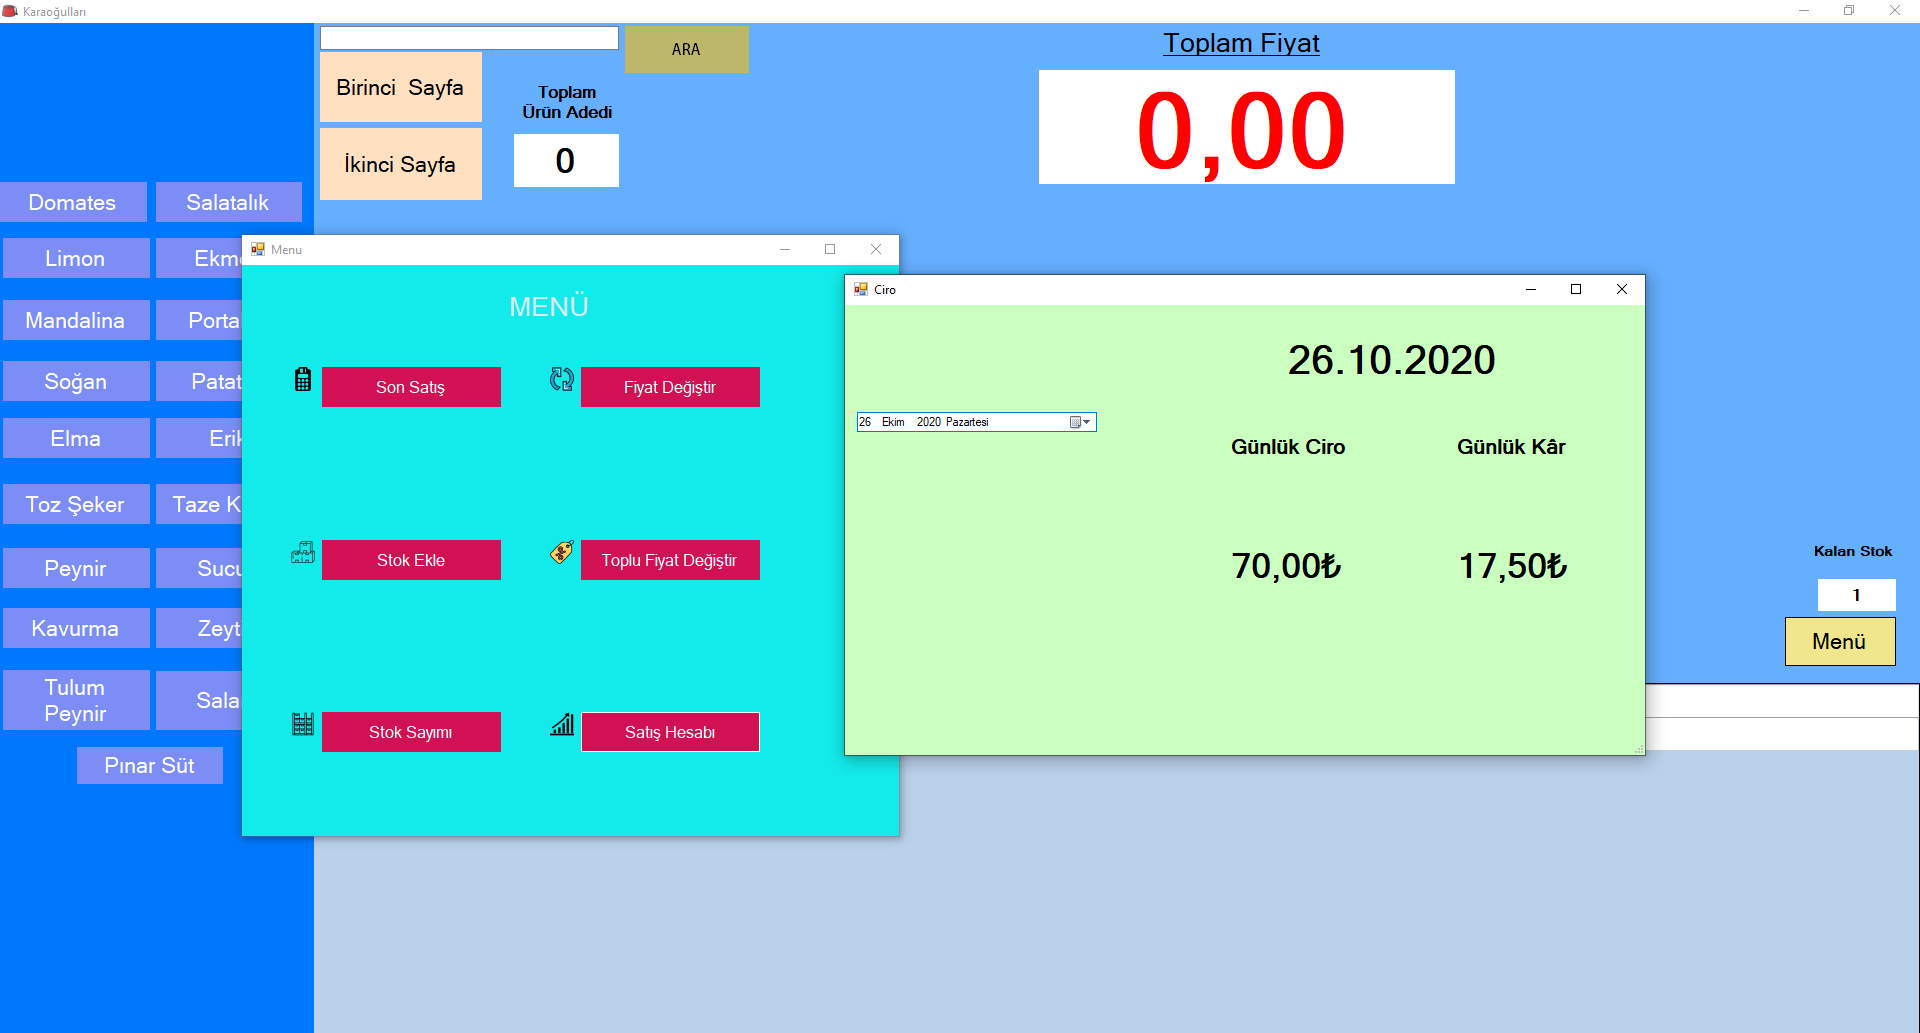 Karaoğulları
ARA
Birinci Sayfa
İkinci Sayfa
Toplam
Ürün Adedi
0
Toplam Fiyat
0,00
Domates
Salatalık
Limon
Ekm
Mandalina
Porta
Soğan
Patat
Elma
Erik
Toz Şeker
Taze K
Peynir
Sucu
Kavurma
Zeyt
Tulum
Peynir
Sala
Pınar Süt
Menu
MENÜ
Son Satış
Fiyat Değiştir
Stok Ekle
Toplu Fiyat Değiştir
Stok Sayımı
Satış Hesabı
Ciro
26.10.2020
26 Ekim 2020 Pazartesi
Günlük Ciro
Günlük Kâr
70,00₺
17,50₺
Kalan Stok
1
Menü